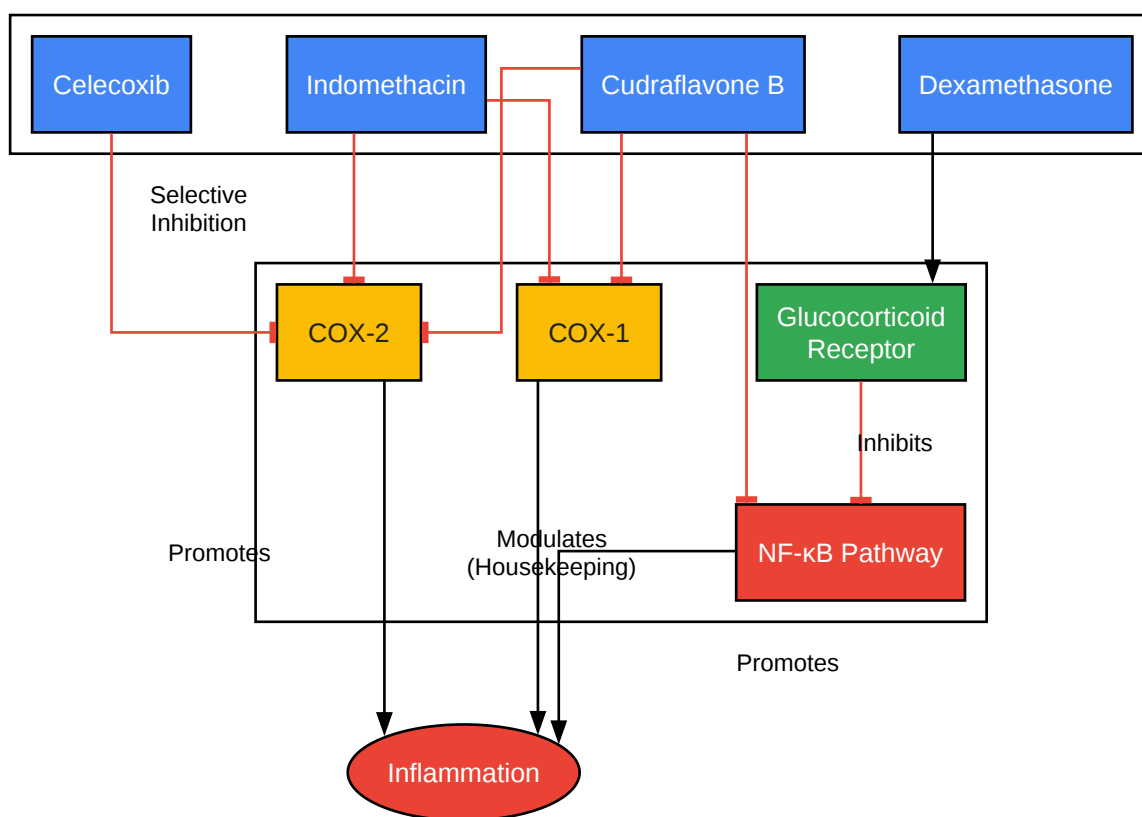 Celecoxib
Indomethacin
Cudraflavone B
Dexamethasone
Selective
Inhibition
COX-2
COX-1
Glucocorticoid
Receptor
Inhibits
Promotes
Modulates
(Housekeeping)
NF-κB Pathway
Promotes
Inflammation